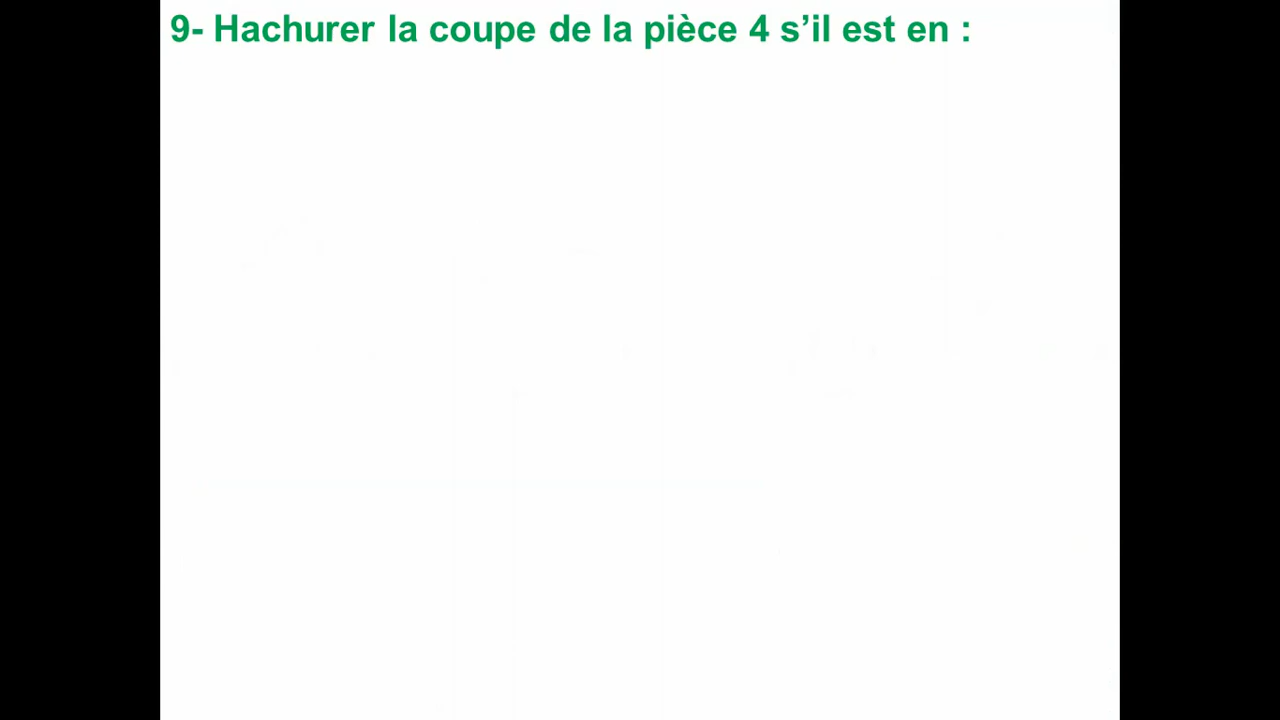 9- Hachurer la coupe de la pièce 4 s’il est en :